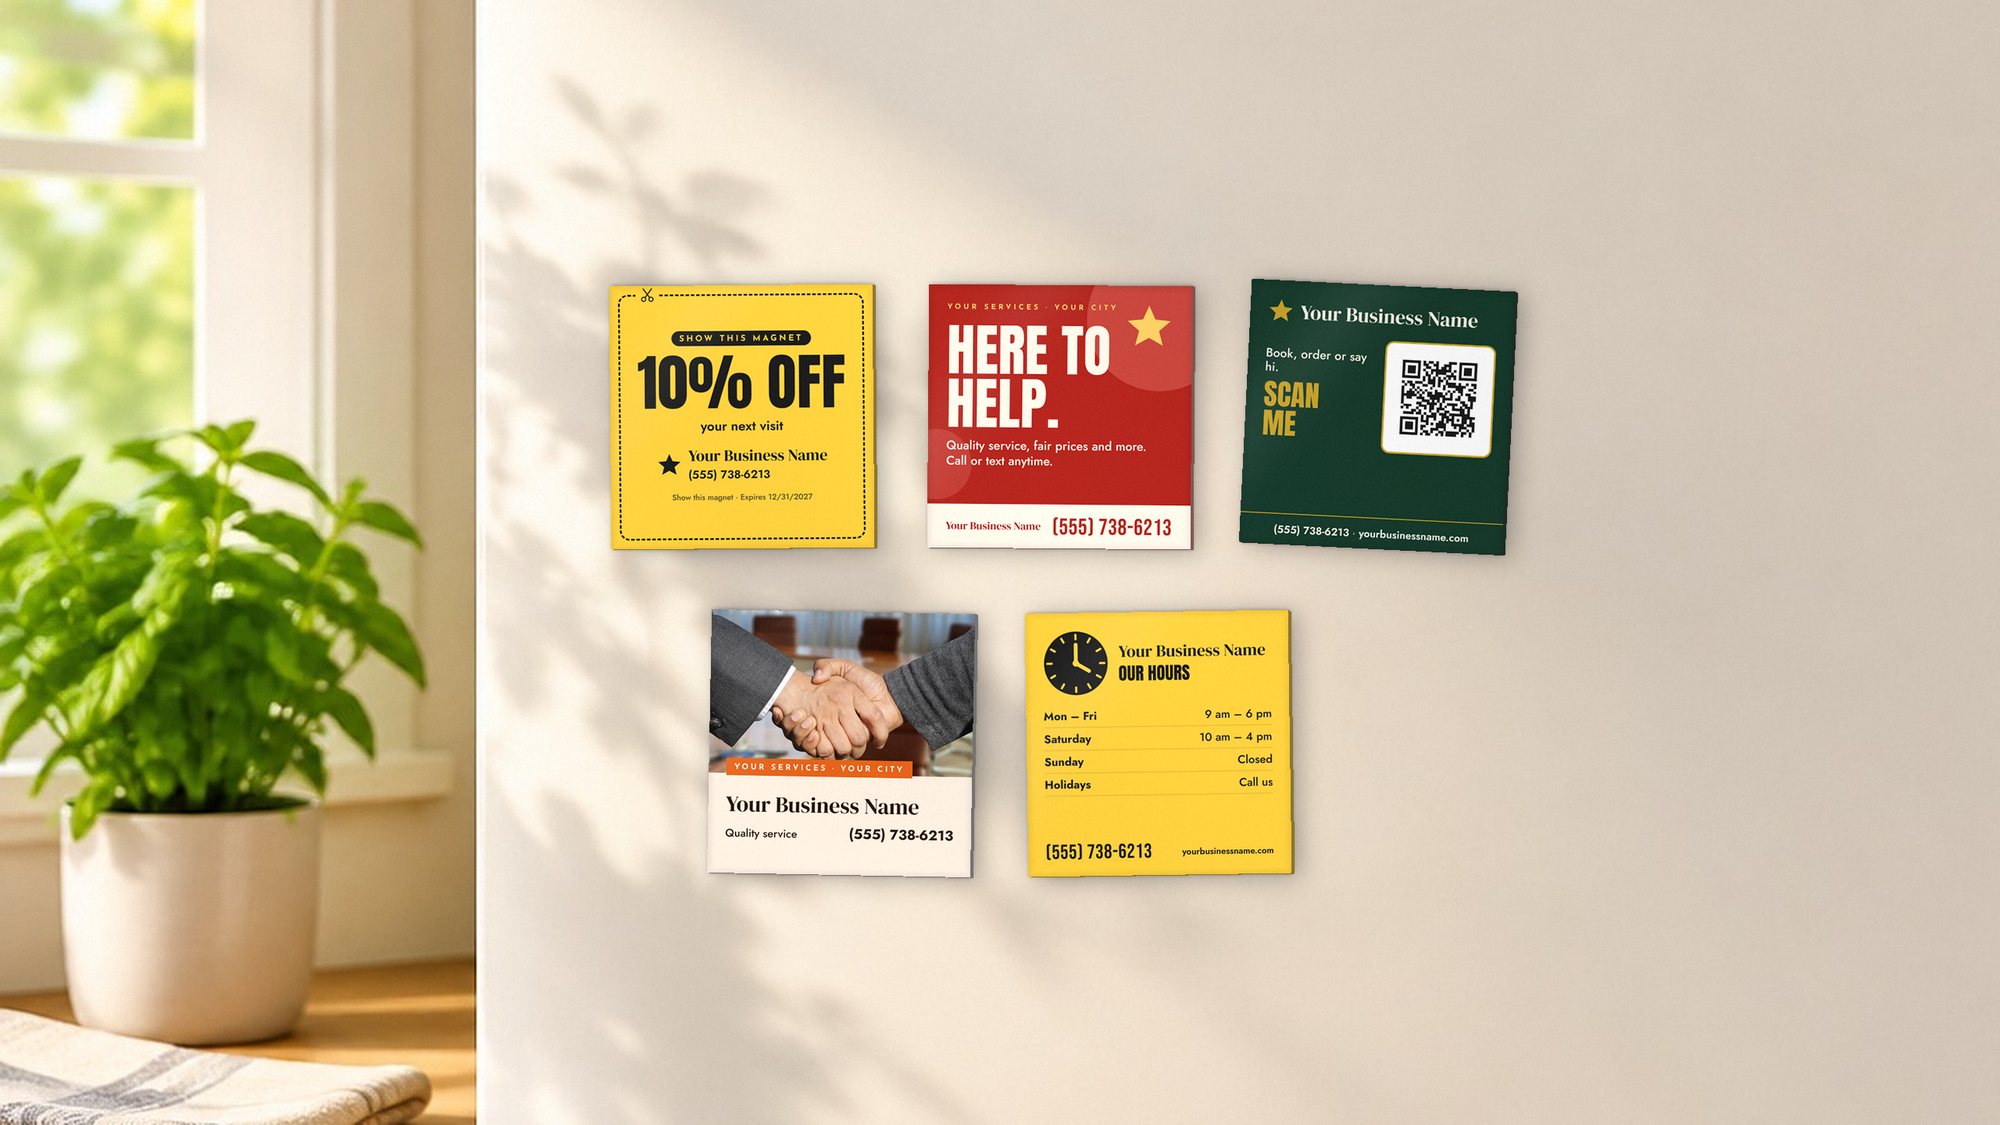 SHOW THIS MAGNET
10% OFF
your next visit
Your Business Name
(555) 738-6213
Show this magnet · Expires 12/31/2027
YOUR SERVICES · YOUR CITY
HERE TO
HELP.
Quality service, fair prices and more.
Call or text anytime.
Your Business Name (555) 738-6213
Your Business Name
Book, order or say
hi.
SCAN
ME
(555) 738-6213 · yourbusinessname.com
YOUR SERVICES · YOUR CITY
Your Business Name
Quality service (555) 738-6213
Your Business Name
OUR HOURS
Mon – Fri 9 am – 6 pm
Saturday 10 am – 4 pm
Sunday Closed
Holidays Call us
(555) 738-6213 yourbusinessname.com